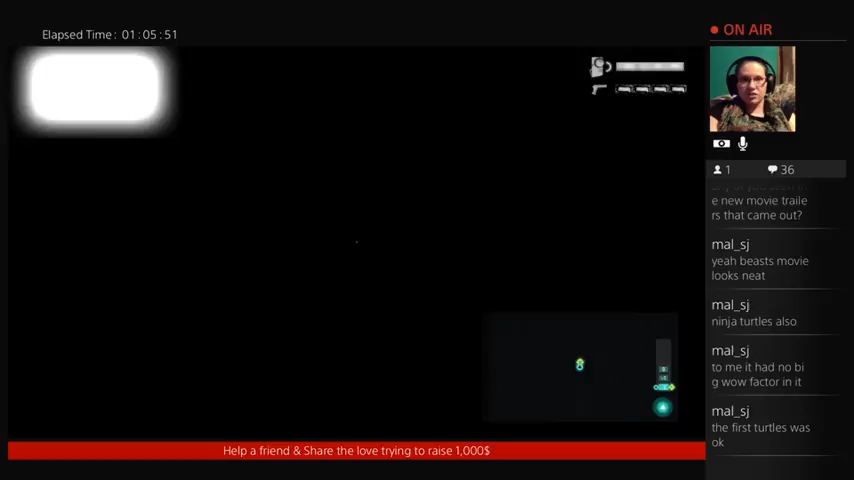 Elapsed Time: 01:05:51
ON AIR
1
36
e new movie traile
rs that came out?
mal_sj
yeah beasts movie
looks neat
mal_sj
ninja turtles also
mal_sj
to me it had no bi
g wow factor in it
mal_sj
the first turtles was
ok
Help a friend & Share the love trying to raise 1,000$